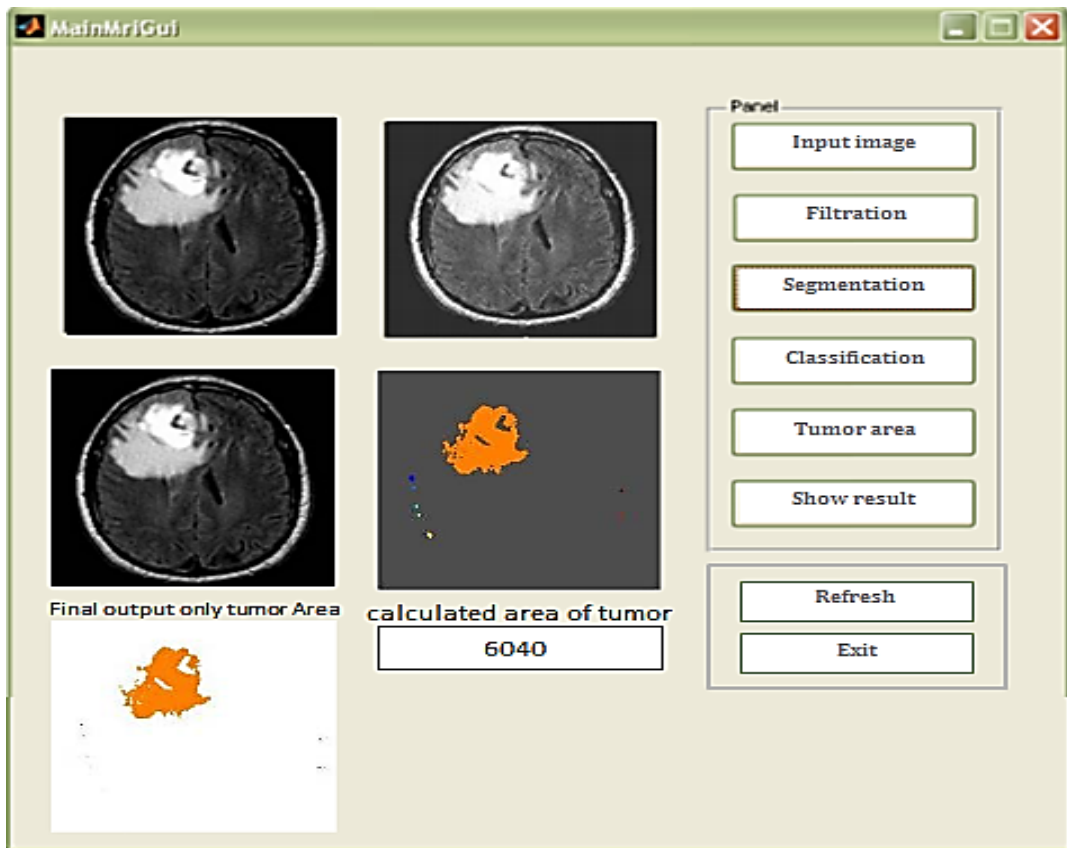 MainMriGui
Panel
Input image
Filtration
Segmentation
Classification
Tumor area
Show result
Final output only tumor Area
calculated area of tumor
6040
Refresh
Exit